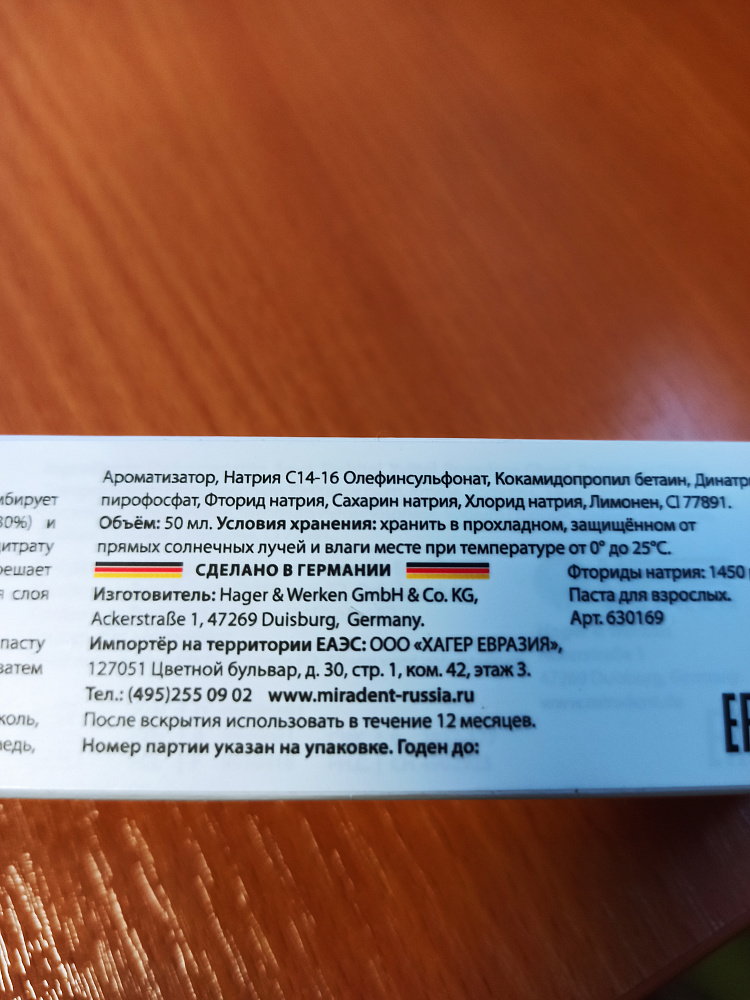 Ароматизатор, Натрия C14-16 Олефинсульфонат, Кокамидопропил бетаин,
пирофосфат, Фторид натрия, Сахарин натрия, Хлорид натрия, Лимонен, CI 77891.
80%) и Объём: 50 мл. Условия хранения: хранить в прохладном, защищённом от
прямых солнечных лучей и влаги месте при температуре от 0° до 25°C.
СДЕЛАНО В ГЕРМАНИИ Фториды натрия: 1450
я слоя Изготовитель: Hager & Werken GmbH & Co. KG, Паста для взрослых.
Ackerstraße 1, 47269 Duisburg, Germany. Арт. 630169
пасту Импортёр на территории ЕАЭС: ООО «ХАГЕР ЕВРАЗИЯ»,
затем 127051 Цветной бульвар, д. 30, стр. 1, ком. 42, этаж 3.
Тел.: (495)255 09 02 www.miradent-russia.ru
После вскрытия использовать в течение 12 месяцев.
Номер партии указан на упаковке. Годен до: